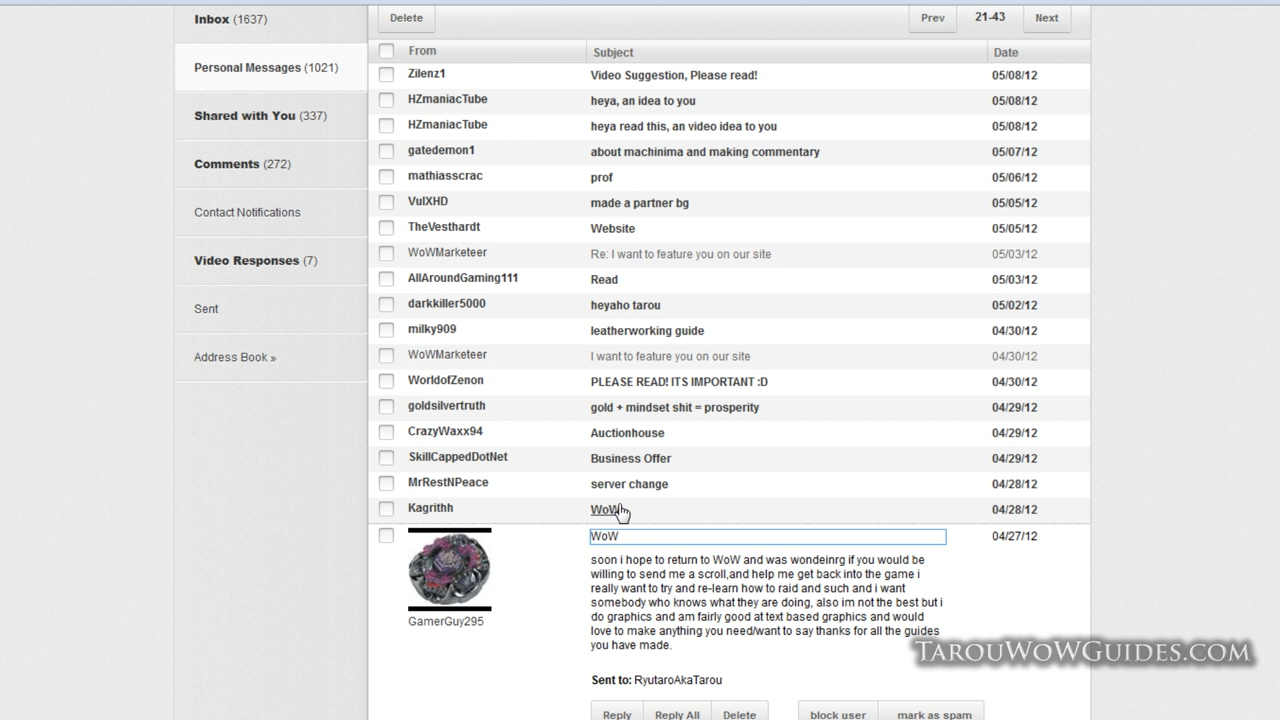 Inbox (1637)
Personal Messages (1021)
Shared with You (337)
Comments (272)
Contact Notifications
Video Responses (7)
Sent
Address Book »
Delete Prev 21-43 Next
From Subject Date
Zilenz1 Video Suggestion, Please read! 05/08/12
HZmaniacTube heya, an idea to you 05/08/12
HZmaniacTube heya read this, an video idea to you 05/08/12
gatedemon1 about machinima and making commentary 05/07/12
mathiasscrac prof 05/06/12
VulXHD made a partner bg 05/05/12
TheVesthardt Website 05/05/12
WoWMarketeer Re: I want to feature you on our site 05/03/12
AllAroundGaming111 Read 05/03/12
darkkiller5000 heyaho tarou 05/02/12
milky909 leatherworking guide 04/30/12
WoWMarketeer I want to feature you on our site 04/30/12
WorldofZenon PLEASE READ! ITS IMPORTANT :D 04/30/12
goldsilvertruth gold + mindset shit = prosperity 04/29/12
CrazyWaxx94 Auctionhouse 04/29/12
SkillCappedDotNet Business Offer 04/29/12
MrRestNPeace server change 04/28/12
Kagrithh WoW 04/28/12
WoW 04/27/12
GamerGuy295
soon i hope to return to WoW and was wondeinrg if you would be
willing to send me a scroll,and help me get back into the game i
really want to try and re-learn how to raid and such and i want
somebody who knows what they are doing, also im not the best but i
do graphics and am fairly good at text based graphics and would
love to make anything you need/want to say thanks for all the guides
you have made.
Sent to: RyutaroAkaTarou
Reply Reply All Delete block user mark as spam
TarouWoWGuides.com